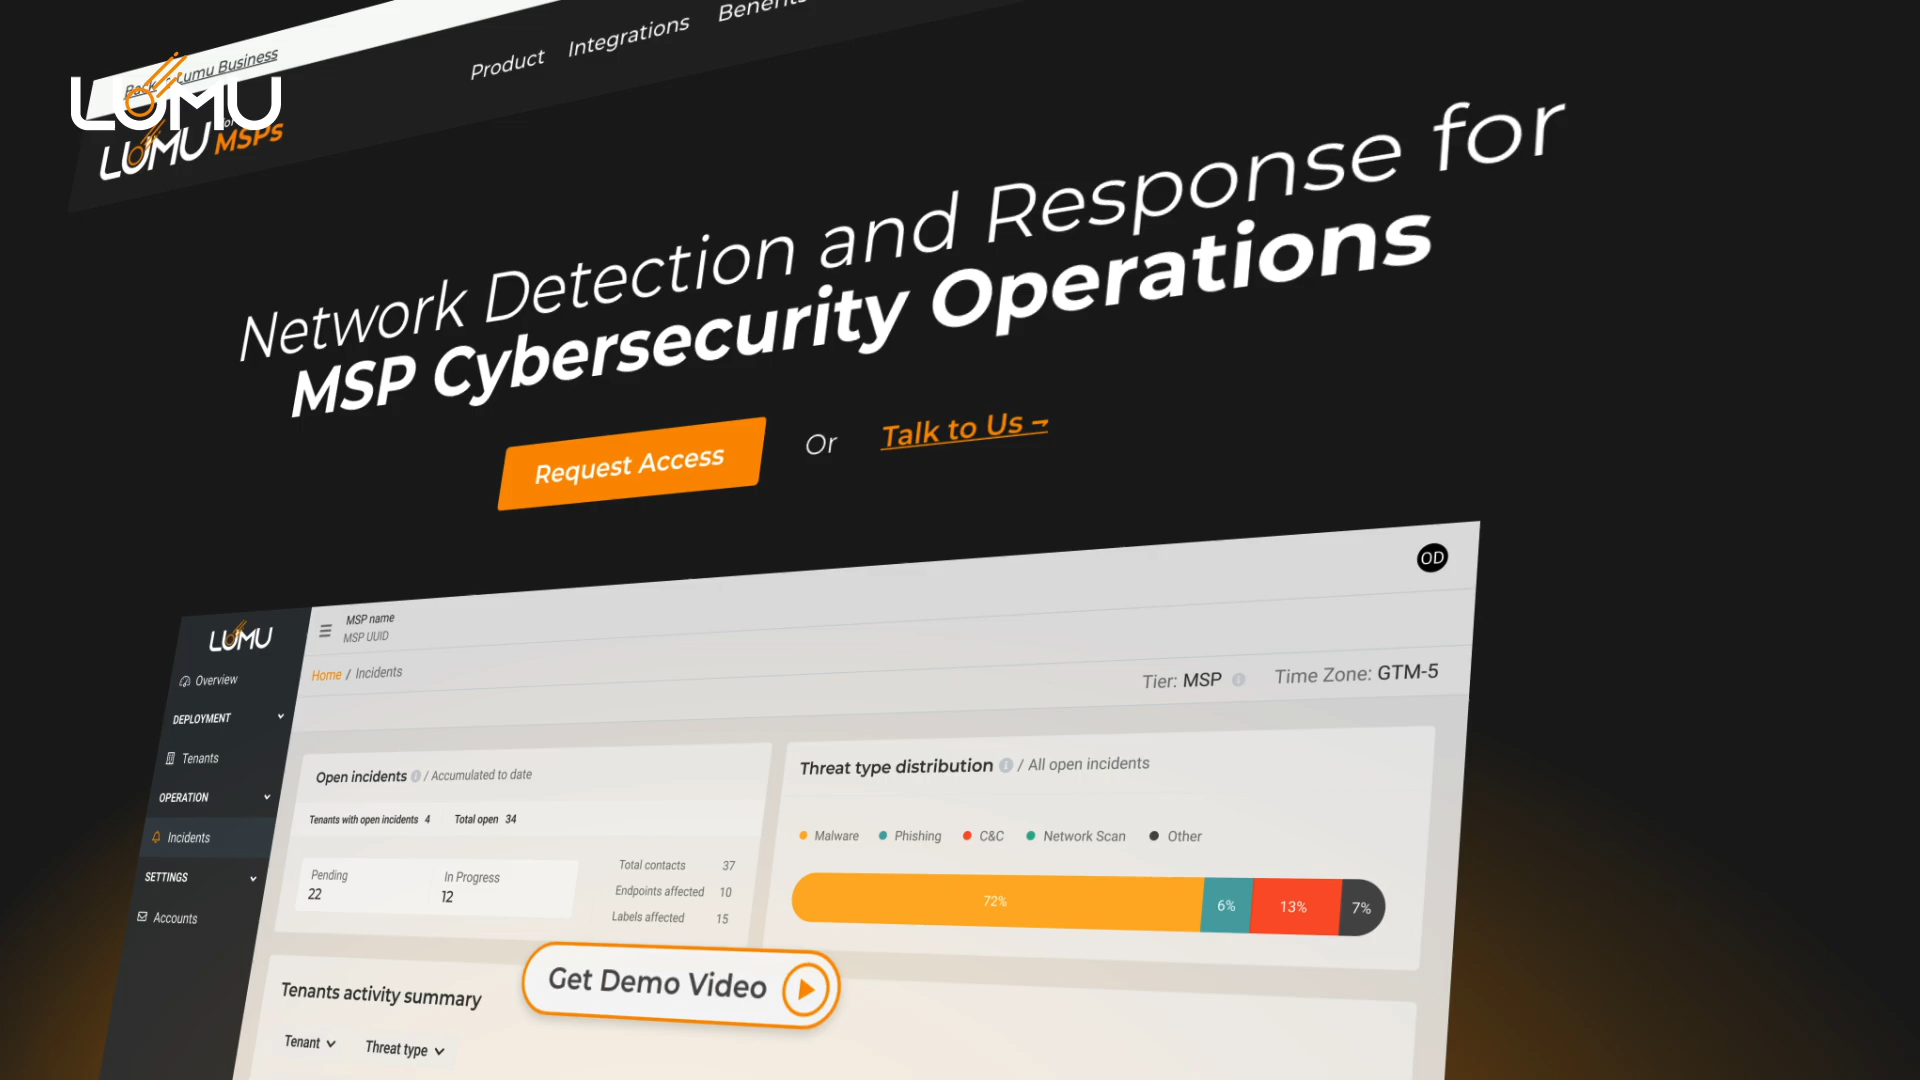 Lumu Business
LUMU
Product
Integrations
Benefits
LUMU
for
MSPs
Network Detection and Response for
MSP Cybersecurity Operations
Request Access
Or
Talk to Us →
OD
LUMU
MSP name
MSP UUID
Home / Incidents
Tier: MSP
Time Zone: GTM-5
Overview
DEPLOYMENT
Tenants
OPERATION
Incidents
SETTINGS
Accounts
Open incidents / Accumulated to date
Tenants with open incidents 4
Total open 34
Pending
22
In Progress
12
Total contacts 37
Endpoints affected 10
Labels affected 15
Threat type distribution / All open incidents
Malware
Phishing
C&C
Network Scan
Other
72%
6%
13%
7%
Get Demo Video
Tenants activity summary
Tenant
Threat type